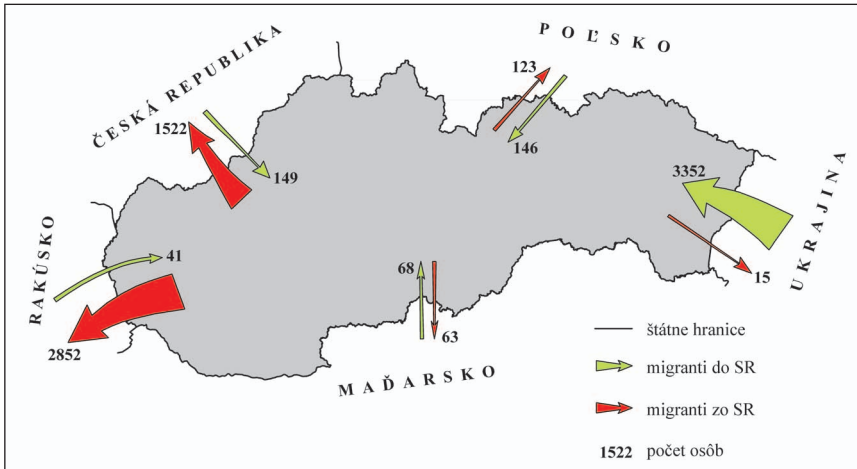 POĽSKO
ČESKÁ REPUBLIKA
123
1522
146
149
3352
UKRAJINA
RAKÚSKO
41
68
15
63
2852
MAĎARSKO
štátne hranice
migranti do SR
migranti zo SR
1522 počet osôb